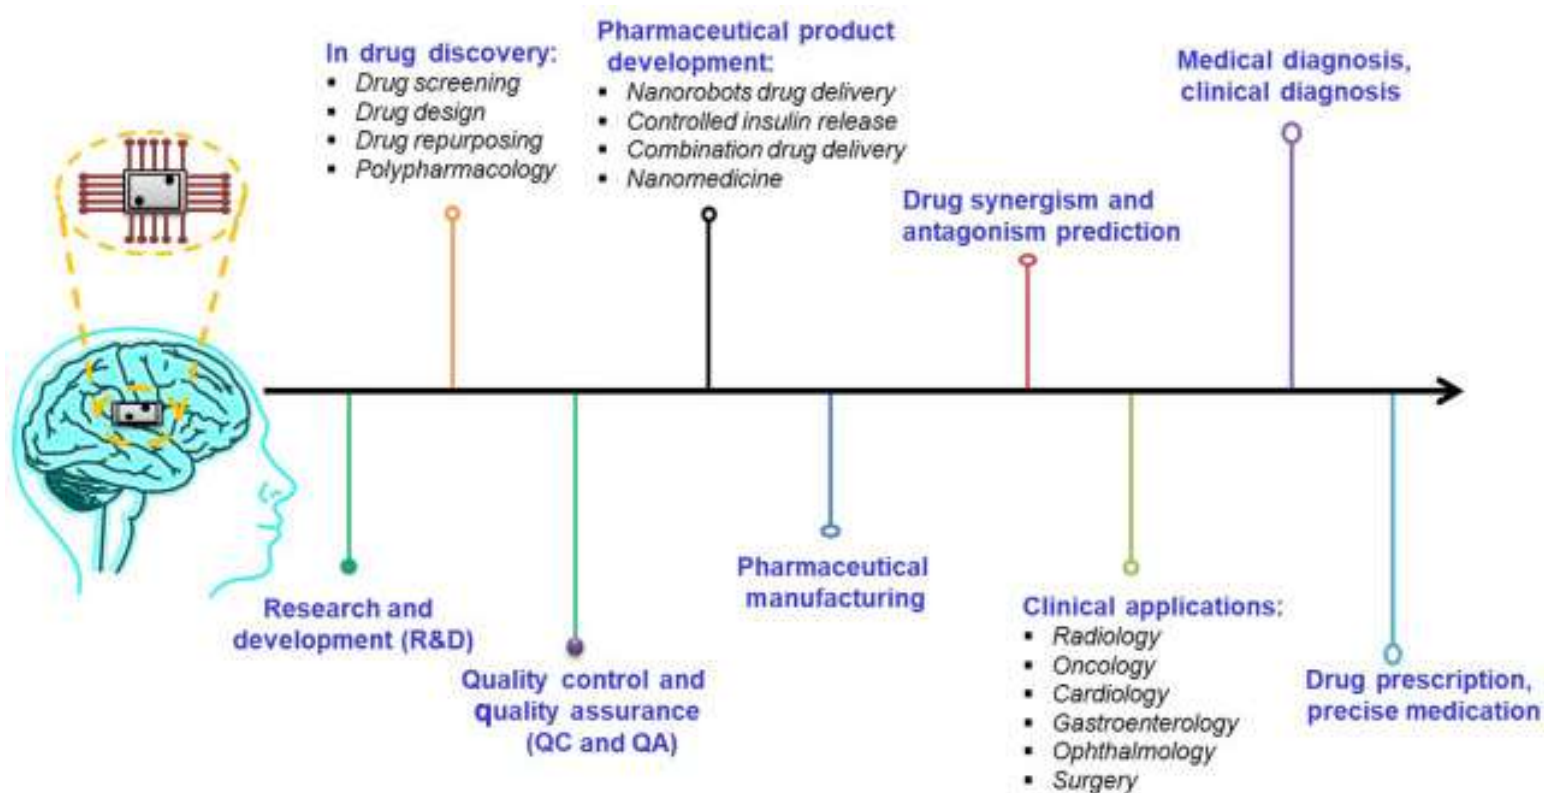 In drug discovery:
▪ Drug screening
▪ Drug design
▪ Drug repurposing
▪ Polypharmacology
Pharmaceutical product
development:
▪ Nanorobots drug delivery
▪ Controlled insulin release
▪ Combination drug delivery
▪ Nanomedicine
Drug synergism and
antagonism prediction
Medical diagnosis,
clinical diagnosis
Research and
development (R&D)
Quality control and
quality assurance
(QC and QA)
Pharmaceutical
manufacturing
Clinical applications:
▪ Radiology
▪ Oncology
▪ Cardiology
▪ Gastroenterology
▪ Ophthalmology
▪ Surgery
Drug prescription,
precise medication